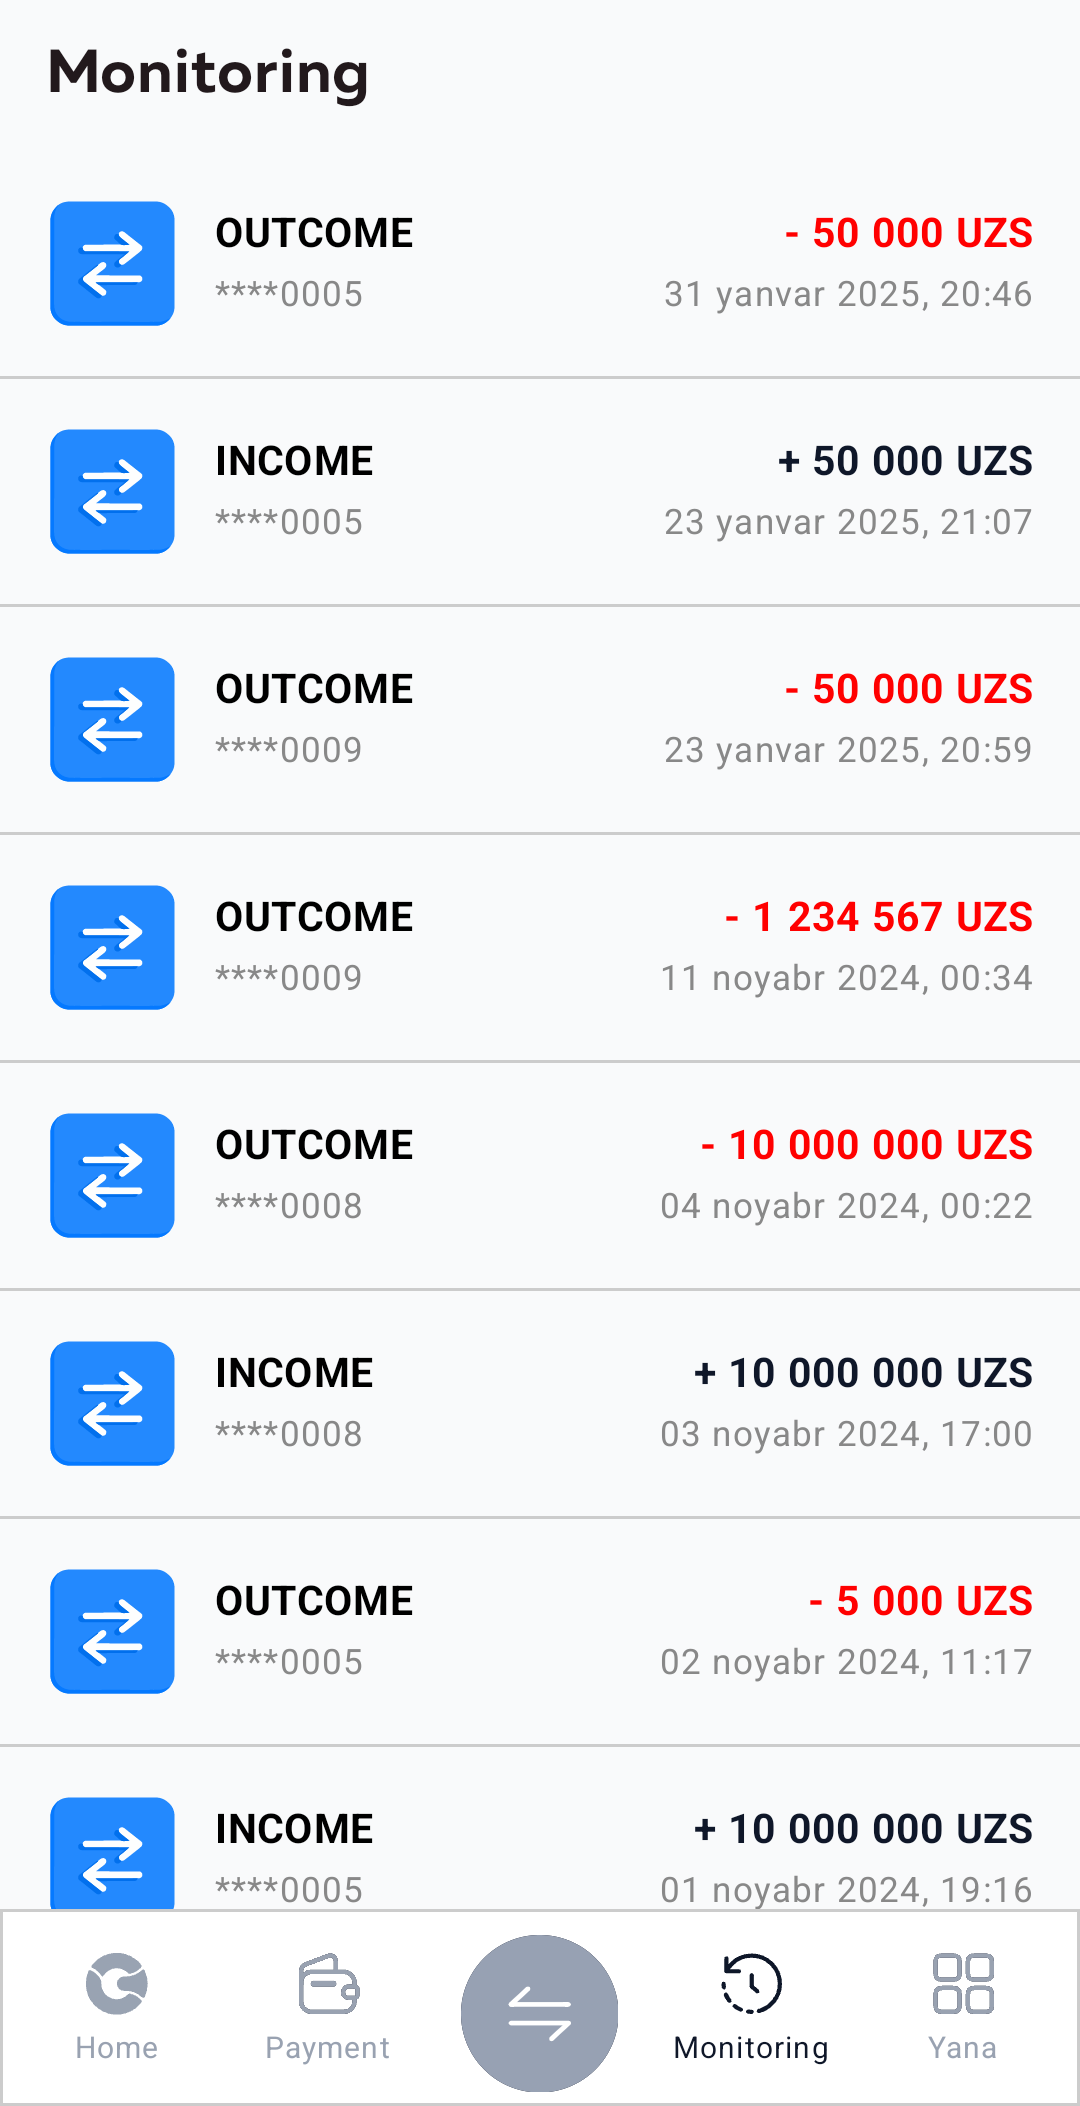 Monitoring
OUTCOME - 50 000 UZS
****0005 31 yanvar 2025, 20:46
INCOME + 50 000 UZS
****0005 23 yanvar 2025, 21:07
OUTCOME - 50 000 UZS
****0009 23 yanvar 2025, 20:59
OUTCOME - 1 234 567 UZS
****0009 11 noyabr 2024, 00:34
OUTCOME - 10 000 000 UZS
****0008 04 noyabr 2024, 00:22
INCOME + 10 000 000 UZS
****0008 03 noyabr 2024, 17:00
OUTCOME - 5 000 UZS
****0005 02 noyabr 2024, 11:17
INCOME + 10 000 000 UZS
****0005 01 noyabr 2024, 19:16
Home Payment Monitoring Yana